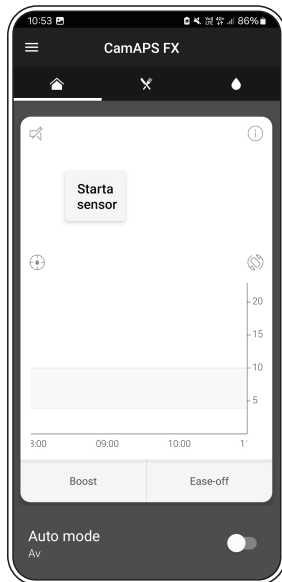 10:53 86%
CamAPS FX
Starta
sensor
20
15
10
5
09:00 10:00
Boost Ease-off
Auto mode
Av